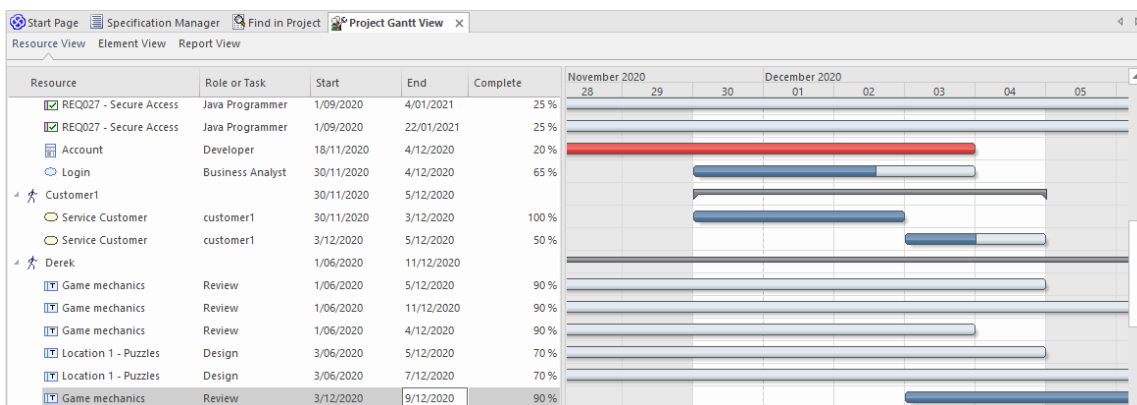 Start Page Specification Manager Find in Project Project Gantt View ×
Resource View Element View Report View
Resource Role or Task Start End Complete November 2020 December 2020
28 29 30 01 02 03 04 05
REQ027 - Secure Access Java Programmer 1/09/2020 4/01/2021 25 %
REQ027 - Secure Access Java Programmer 1/09/2020 22/01/2021 25 %
Account Developer 18/11/2020 4/12/2020 20 %
Login Business Analyst 30/11/2020 4/12/2020 65 %
Customer1 30/11/2020 5/12/2020
Service Customer customer1 30/11/2020 3/12/2020 100 %
Service Customer customer1 3/12/2020 5/12/2020 50 %
Derek 1/06/2020 11/12/2020
Game mechanics Review 1/06/2020 5/12/2020 90 %
Game mechanics Review 1/06/2020 11/12/2020 90 %
Game mechanics Review 1/06/2020 4/12/2020 90 %
Location 1 - Puzzles Design 3/06/2020 5/12/2020 70 %
Location 1 - Puzzles Design 3/06/2020 7/12/2020 70 %
Game mechanics Review 3/12/2020 9/12/2020 90 %